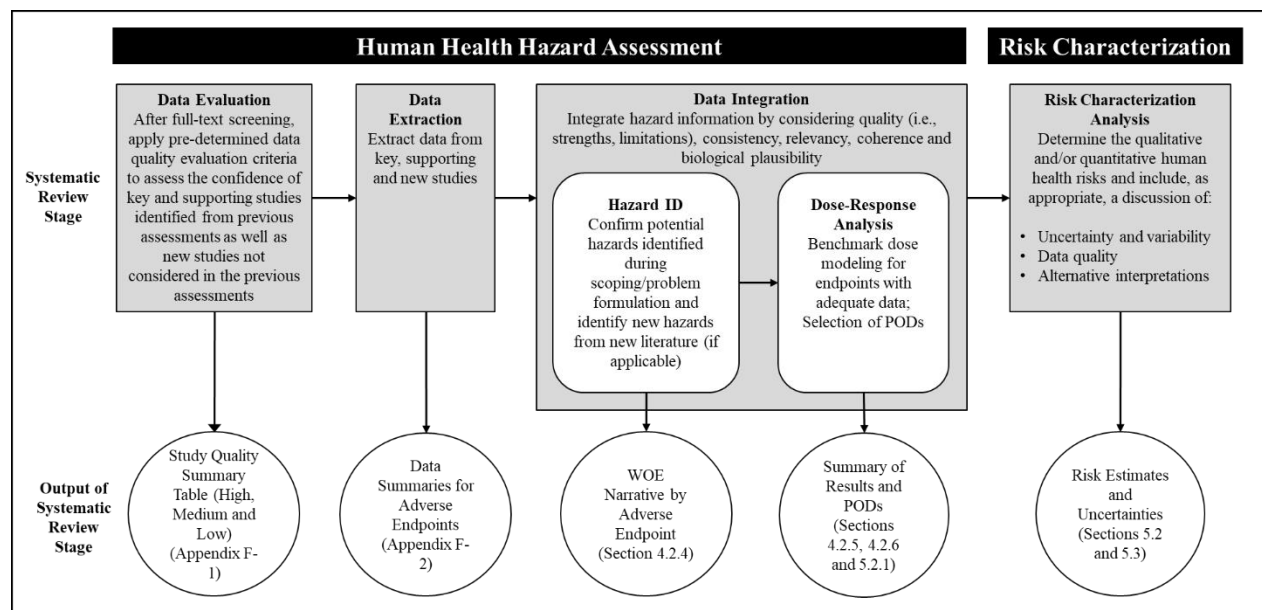 Human Health Hazard Assessment
Risk Characterization
Systematic
Review
Stage
Data Evaluation
After full-text screening,
apply pre-determined data
quality evaluation criteria
to assess the confidence of
key and supporting studies
identified from previous
assessments as well as
new studies not
considered in the previous
assessments
Data
Extraction
Extract data from
key, supporting
and new studies
Data Integration
Integrate hazard information by considering quality (i.e.,
strengths, limitations), consistency, relevancy, coherence and
biological plausibility
Hazard ID
Confirm potential
hazards identified
during
scoping/problem
formulation and
identify new hazards
from new literature (if
applicable)
Dose-Response
Analysis
Benchmark dose
modeling for
endpoints with
adequate data;
Selection of PODs
Risk Characterization
Analysis
Determine the qualitative
and/or quantitative human
health risks and include, as
appropriate, a discussion of:
• Uncertainty and variability
• Data quality
• Alternative interpretations
Output of
Systematic
Review
Stage
Study Quality
Summary
Table (High,
Medium and
Low)
(Appendix F-
1)
Data
Summaries for
Adverse
Endpoints
(Appendix F-
2)
WOE
Narrative by
Adverse
Endpoint
(Section 4.2.4)
Summary of
Results and
PODs
(Sections
4.2.5, 4.2.6
and 5.2.1)
Risk Estimates
and
Uncertainties
(Sections 5.2
and 5.3)